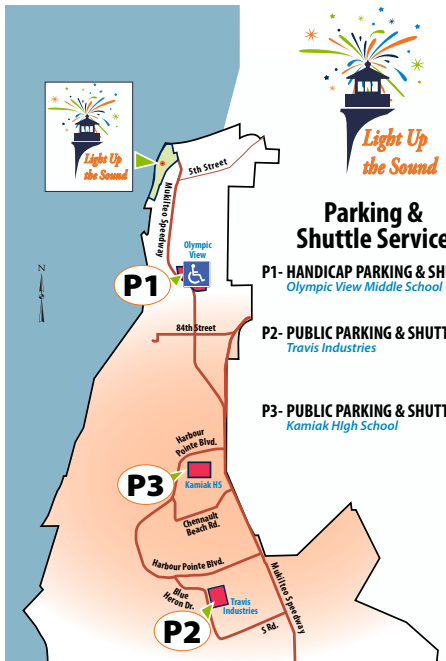 Light Up
the Sound
Light Up
the Sound
Parking &
Shuttle Service
P1- HANDICAP PARKING & SH
Olympic View Middle School
P2- PUBLIC PARKING & SHUTT
Travis Industries
P3- PUBLIC PARKING & SHUTT
Kamiak HIgh School
5th Street
Mukilteo Speedway
Olympic
View
P1
N
S
84th Street
Harbour
Pointe Blvd.
P3
Kamiak HS
Chennault
Beach Rd.
Harbour Pointe Blvd.
Mukilteo Speedway
Blue
Heron Dr.
Travis
Industries
P2
S Rd.